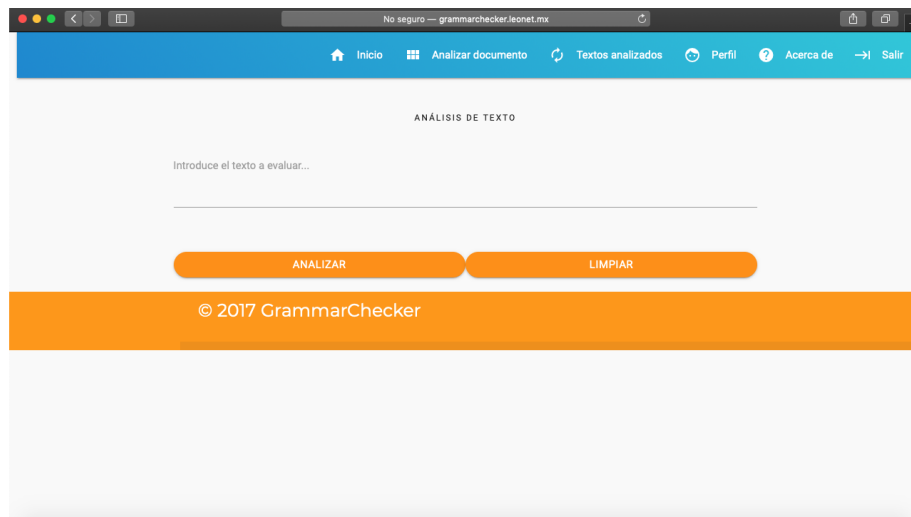 No seguro — grammarchecker.leonet.mx
Inicio Analizar documento Textos analizados Perfil Acerca de Salir
ANÁLISIS DE TEXTO
Introduce el texto a evaluar...
ANALIZAR LIMPIAR
© 2017 GrammarChecker